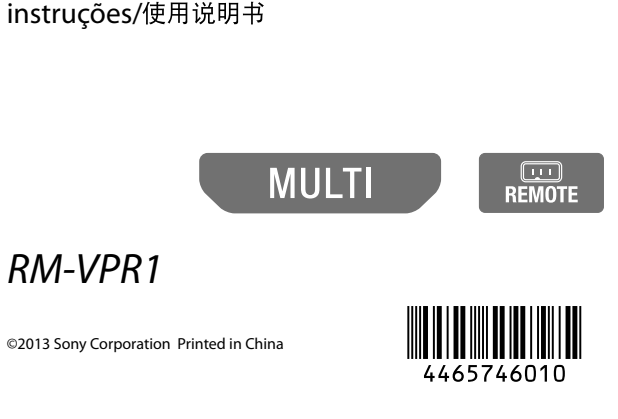 instruções/使用说明书
MULTI
REMOTE
RM-VPR1
©2013 Sony Corporation Printed in China
4465746010